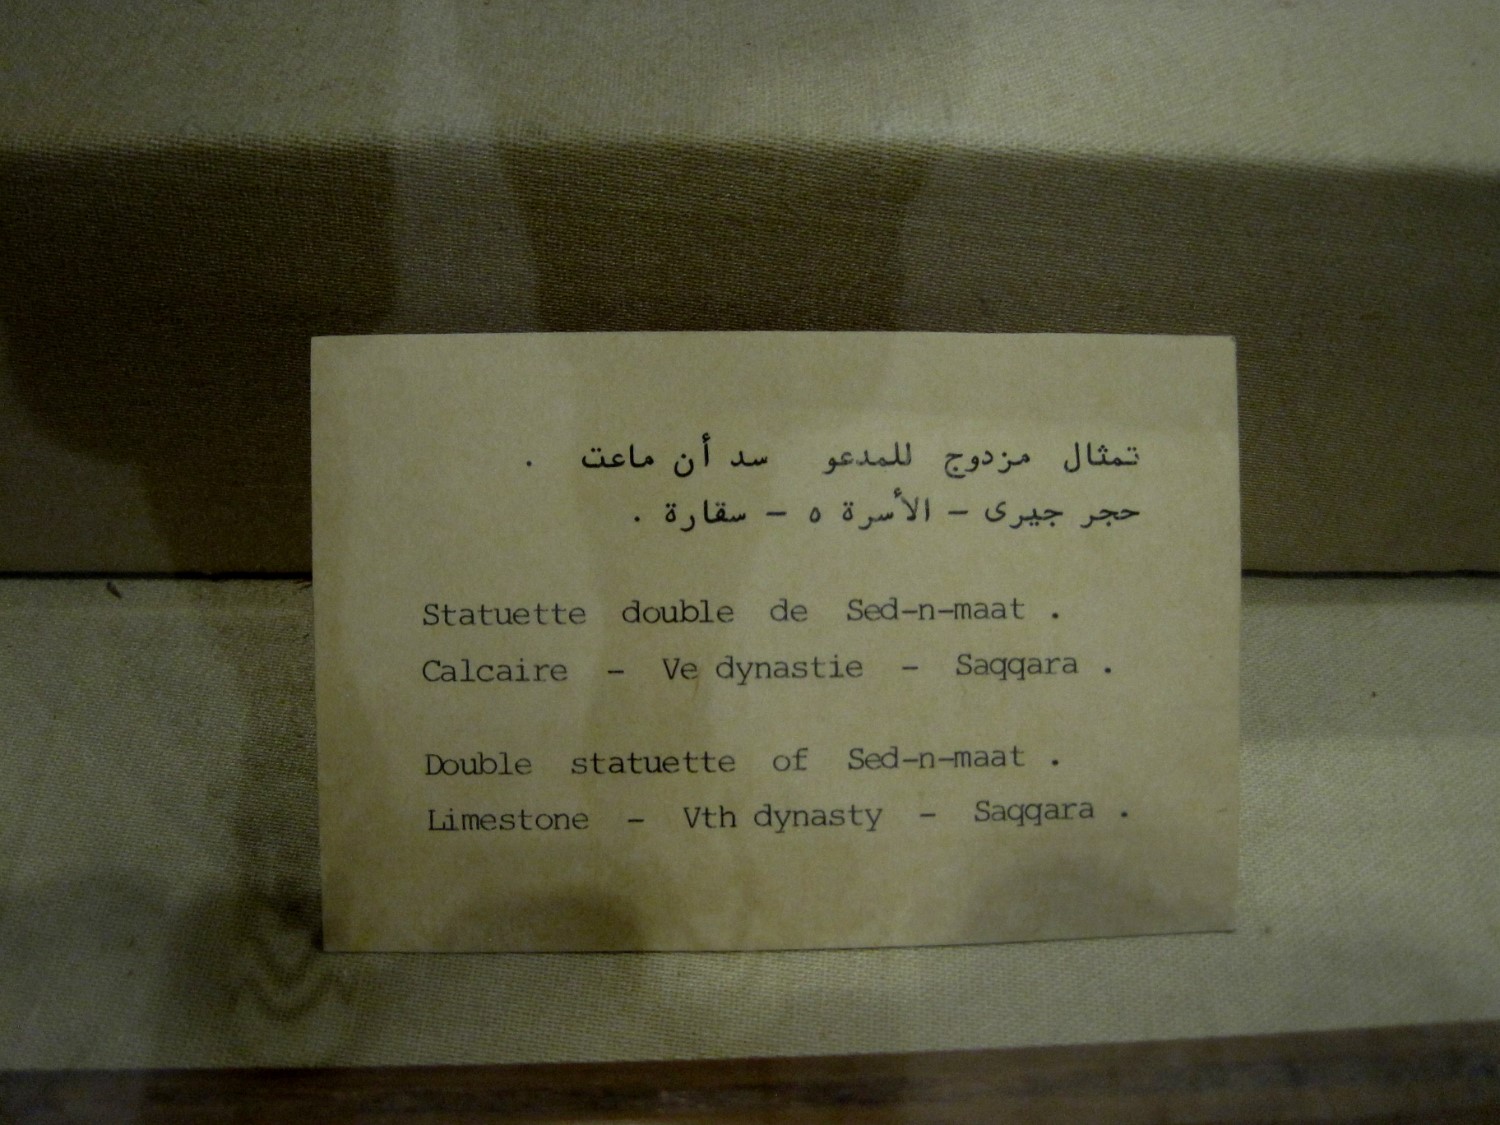 تمثال مزدوج للمدعو سد أن ماعت .
حجر جيرى – الأسرة ٥ – سقارة .
Statuette double de Sed-n-maat .
Calcaire - Ve dynastie - Saqqara .
Double statuette of Sed-n-maat .
Limestone - Vth dynasty - Saqqara .